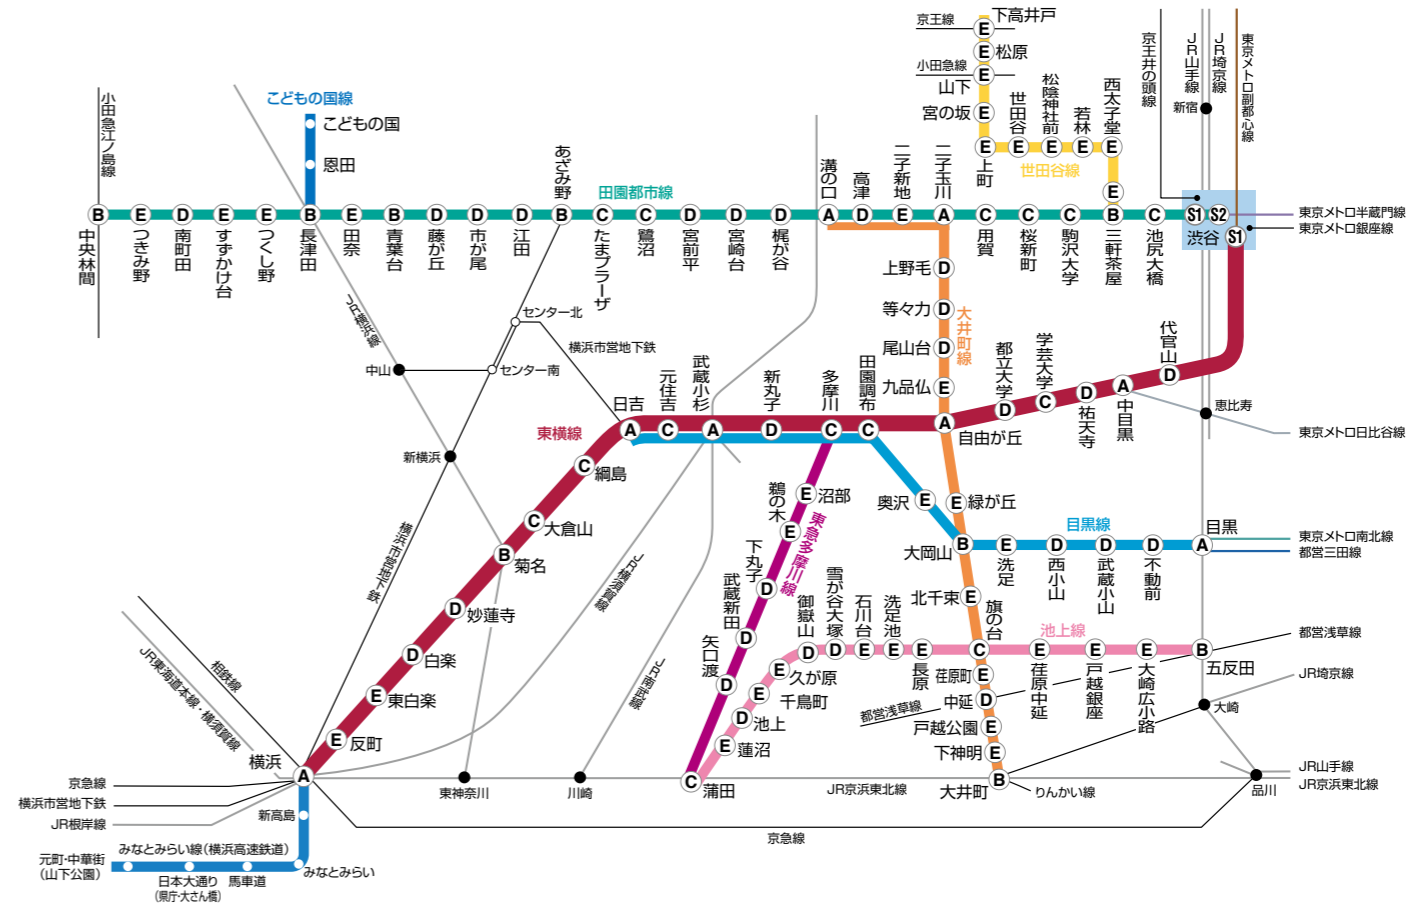 京王線
下高井戸
E
E
松原
小田急線
E
山下
宮の坂
E
E
上町
E
世田谷
E
松陰神社前
E
若林
E
西太子堂
E
世田谷線
京王井の頭線
JR山手線
JR埼京線
東京メトロ副都心線
新宿
小田急江ノ島線
こどもの国線
こどもの国
恩田
田園都市線
B
中央林間
E
つきみ野
D
南町田
E
すずかけ台
E
つくし野
B
長津田
E
田奈
B
青葉台
D
藤が丘
D
市が尾
D
江田
B
あざみ野
C
たまプラーザ
C
鷺沼
D
宮前平
D
宮崎台
D
梶が谷
A
溝の口
D
高津
E
二子新地
A
二子玉川
C
用賀
C
桜新町
C
駒沢大学
B
三軒茶屋
C
池尻大橋
S1
S2
渋谷
S1
東京メトロ半蔵門線
東京メトロ銀座線
上野毛
D
等々力
D
尾山台
D
九品仏
E
大井町線
JR横浜線
センター北
センター南
横浜市営地下鉄
中山
新横浜
横浜市営地下鉄
東横線
日吉
A
元住吉
C
武蔵小杉
A
新丸子
D
多摩川
C
田園調布
C
A
自由が丘
都立大学
D
学芸大学
C
D
祐天寺
A
中目黒
代官山
D
恵比寿
東京メトロ日比谷線
C
綱島
C
大倉山
B
菊名
D
妙蓮寺
D
白楽
E
東白楽
E
反町
横浜
A
E
沼部
鵜の木
E
東急多摩川線
下丸子
D
武蔵新田
D
矢口渡
D
C
蒲田
奥沢
E
E
緑が丘
大岡山
B
目黒線
E
洗足
D
西小山
D
武蔵小山
D
不動前
A
目黒
東京メトロ南北線
都営三田線
北千束
E
旗の台
C
荏原町
E
中延
D
戸越公園
E
下神明
E
大井町
B
りんかい線
池上線
E
蓮沼
D
池上
E
千鳥町
E
久が原
D
御嶽山
D
雪が谷大塚
E
石川台
E
洗足池
E
長原
E
荏原中延
E
戸越銀座
E
大崎広小路
B
五反田
都営浅草線
都営浅草線
JR埼京線
大崎
JR山手線
JR京浜東北線
品川
JR京浜東北線
京急線
JR横須賀線
JR南武線
東神奈川
川崎
相鉄線
JR東海道本線・横須賀線
京急線
横浜市営地下鉄
JR根岸線
新高島
みなとみらい線(横浜高速鉄道)
みなとみらい
元町・中華街
(山下公園)
日本大通り
(県庁・大さん橋)
馬車道
E